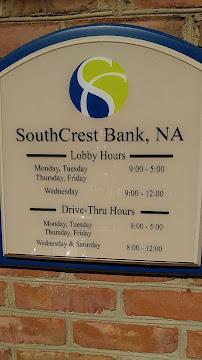 SouthCrest Bank, NA
Lobby Hours
Monday, Tuesday 9:00 - 5:00
Thursday, Friday
Wednesday 9:00 - 12:00
Drive-Thru Hours
Monday, Tuesday 8:00 - 5:00
Thursday, Friday
Wednesday & Saturday 8:00 - 12:00